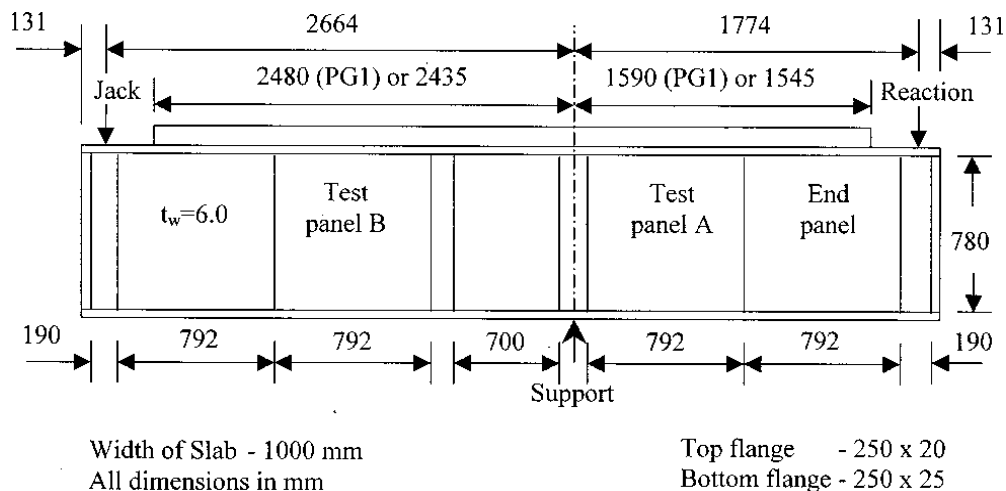 131 2664 1774 131
2480 (PG1) or 2435 1590 (PG1) or 1545
Jack Reaction
t_w=6.0 Test panel B Test panel A End panel 780
190 792 792 700 792 792 190
Support
Width of Slab - 1000 mm Top flange - 250 x 20
All dimensions in mm Bottom flange - 250 x 25